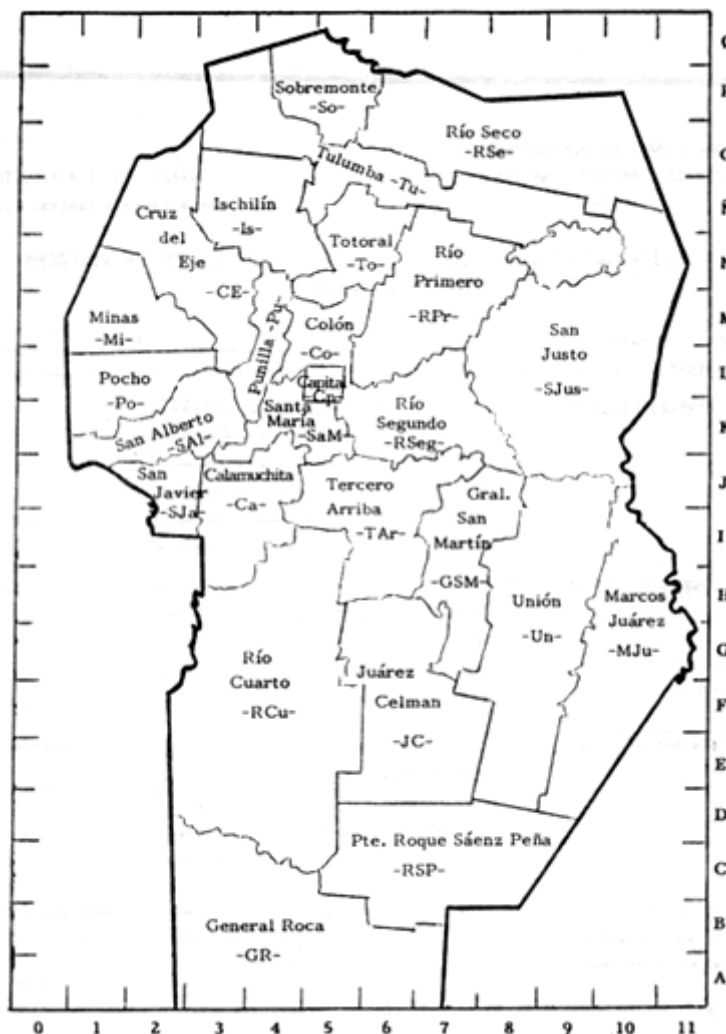 Q
P
O
Ñ
N
M
L
K
J
I
H
G
F
E
D
C
B
A
Sobremonte
-So-
Río Seco
-RSe-
Tulumba -Tu-
Ischilín
-Is-
Cruz
del
Eje
-CE-
Totoral
-To-
Río
Primero
-RPr-
Minas
-Mi-
Punilla -Pu-
Colón
-Co-
San
Justo
-SJus-
Pocho
-Po-
Capital
-Cp-
San Alberto
-SAl-
Santa
María
-SaM-
Río
Segundo
-RSeg-
San
Javier
-SJa-
Calamuchita
-Ca-
Tercero
Arriba
-TAr-
Gral.
San
Martín
-GSM-
Unión
-Un-
Marcos
Juárez
-MJu-
Río
Cuarto
-RCu-
Juárez
Celman
-JC-
Pte. Roque Sáenz Peña
-RSP-
General Roca
-GR-
0 1 2 3 4 5 6 7 8 9 10 11